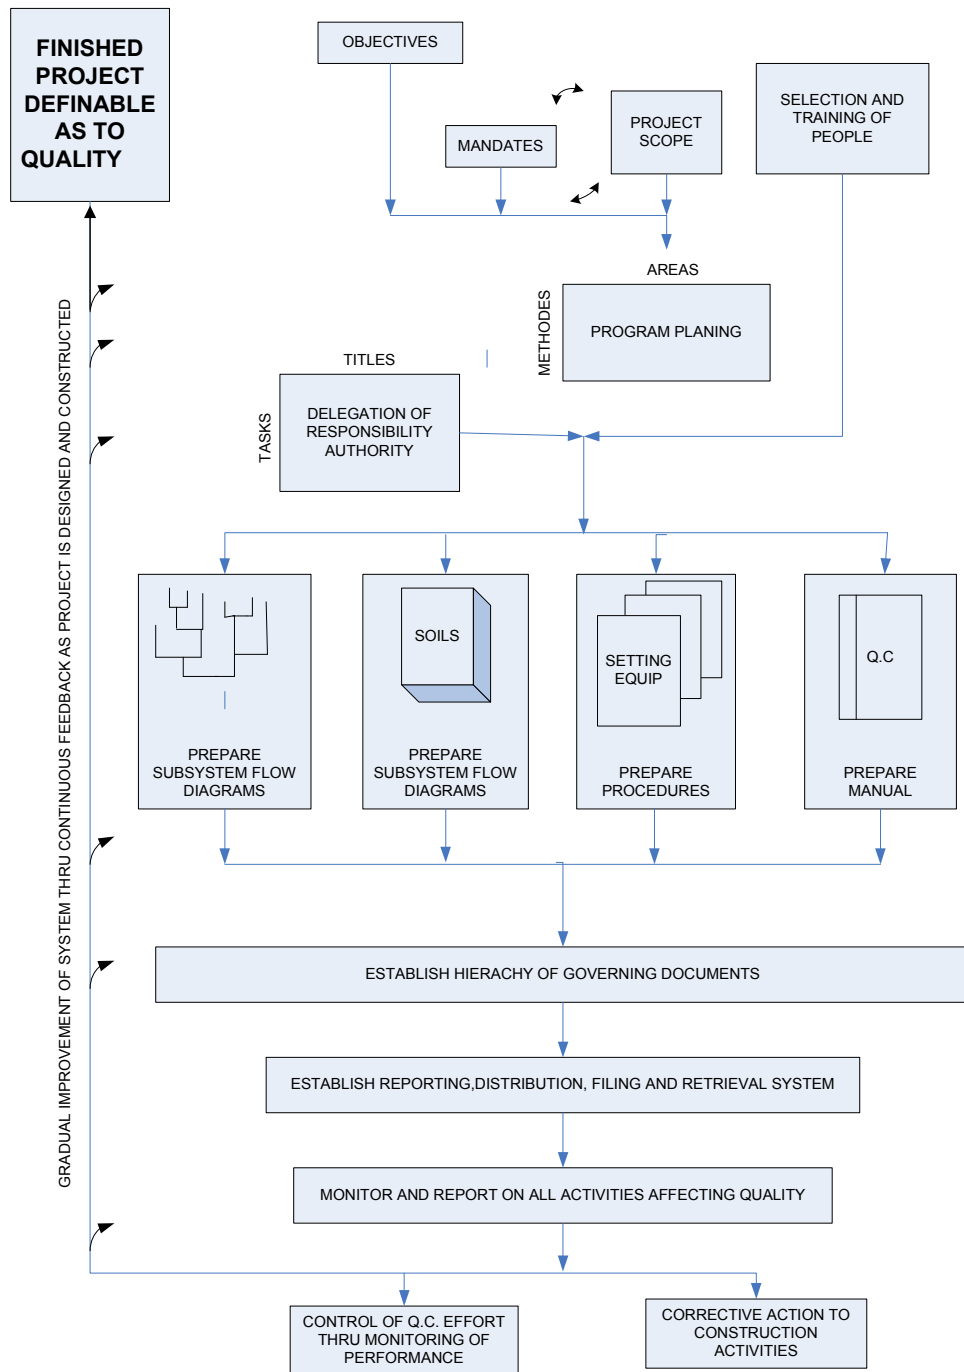 FINISHED
PROJECT
DEFINABLE
AS TO
QUALITY
OBJECTIVES
MANDATES
PROJECT
SCOPE
SELECTION AND
TRAINING OF
PEOPLE
AREAS
METHODES
PROGRAM PLANING
TITLES
TASKS
DELEGATION OF
RESPONSIBILITY
AUTHORITY
GRADUAL IMPROVEMENT OF SYSTEM THRU CONTINUOUS FEEDBACK AS PROJECT IS DESIGNED AND CONSTRUCTED
PREPARE
SUBSYSTEM FLOW
DIAGRAMS
SOILS
PREPARE
SUBSYSTEM FLOW
DIAGRAMS
SETTING
EQUIP
PREPARE
PROCEDURES
Q.C
PREPARE
MANUAL
ESTABLISH HIERACHY OF GOVERNING DOCUMENTS
ESTABLISH REPORTING,DISTRIBUTION, FILING AND RETRIEVAL SYSTEM
MONITOR AND REPORT ON ALL ACTIVITIES AFFECTING QUALITY
CONTROL OF Q.C. EFFORT
THRU MONITORING OF
PERFORMANCE
CORRECTIVE ACTION TO
CONSTRUCTION
ACTIVITIES